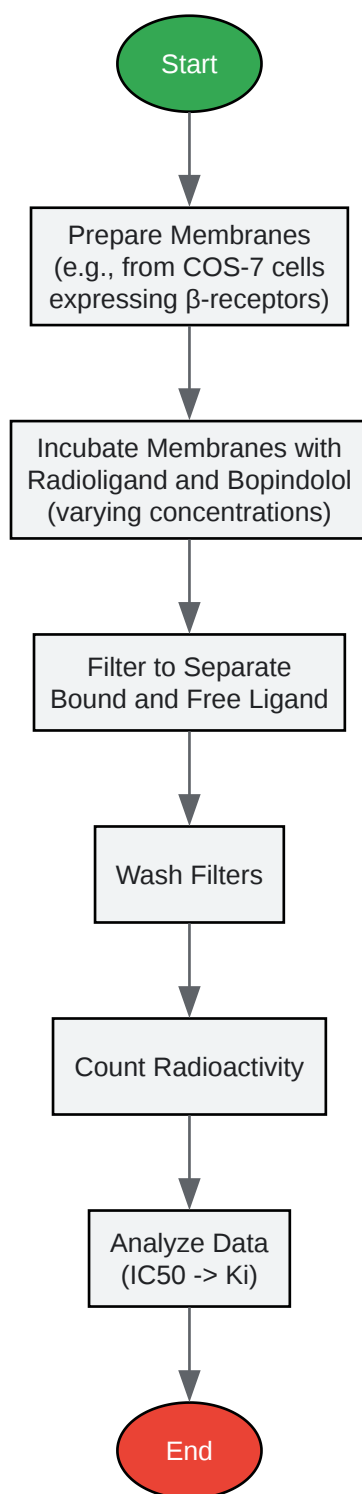 Start
Prepare Membranes
(e.g., from COS-7 cells
expressing β-receptors)
Incubate Membranes with
Radioligand and Bopindolol
(varying concentrations)
Filter to Separate
Bound and Free Ligand
Wash Filters
Count Radioactivity
Analyze Data
(IC50 -> Ki)
End